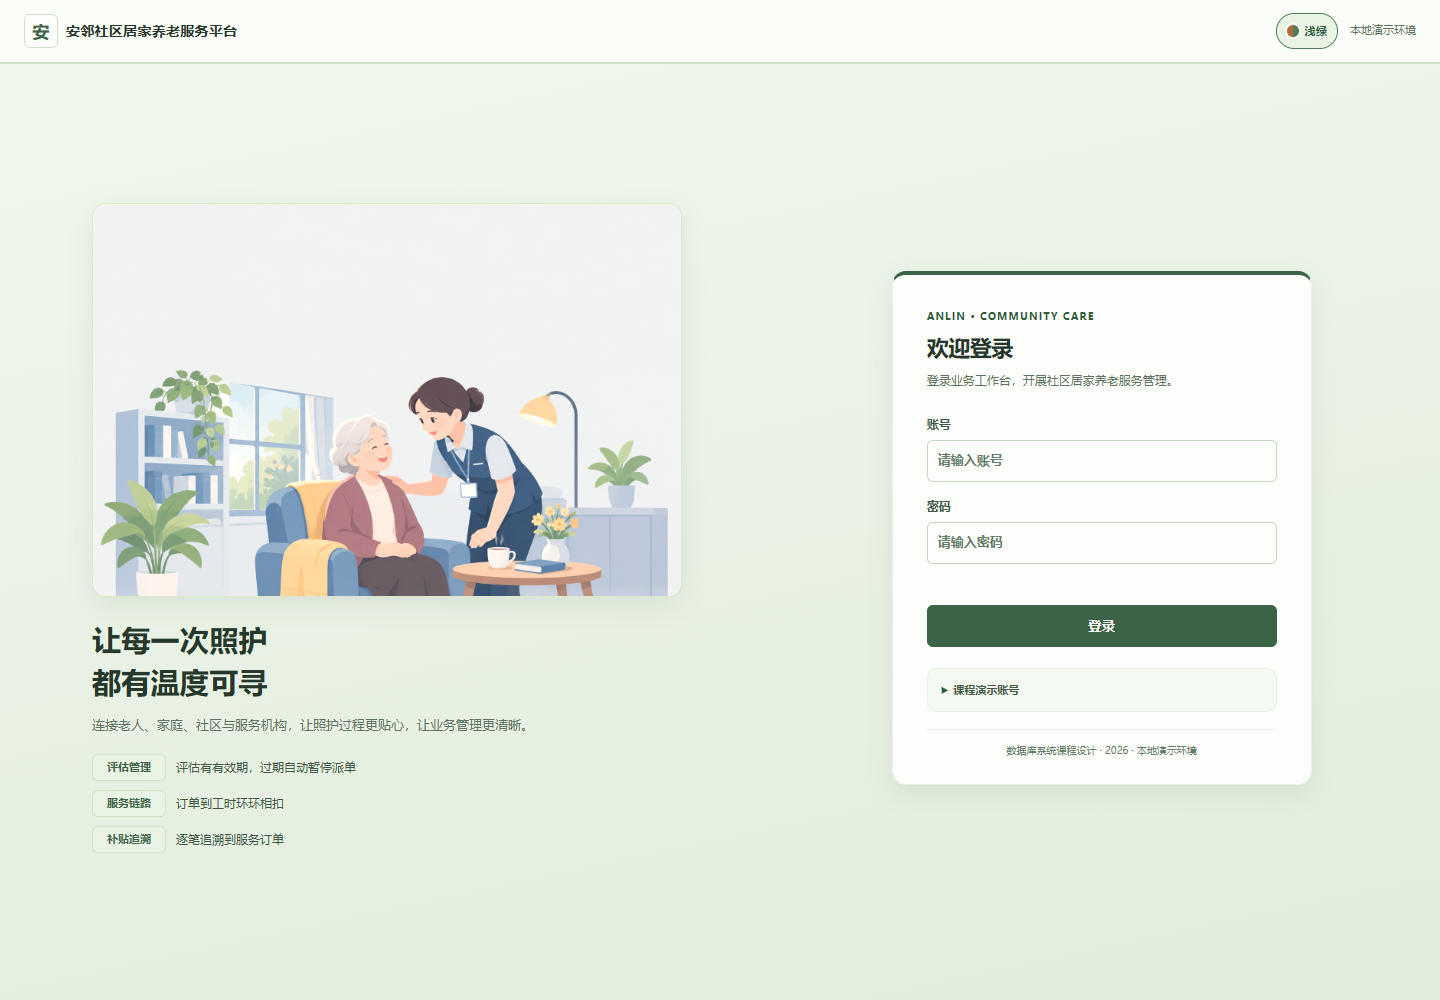 安 安邻社区居家养老服务平台
浅绿 本地演示环境
让每一次照护
都有温度可寻
连接老人、家庭、社区与服务机构，让照护过程更贴心，让业务管理更清晰。
评估管理 评估有有效期，过期自动暂停派单
服务链路 订单到工时环环相扣
补贴追溯 逐笔追溯到服务订单
ANLIN • COMMUNITY CARE
欢迎登录
登录业务工作台，开展社区居家养老服务管理。
账号
请输入账号
密码
请输入密码
登录
▶ 课程演示账号
数据库系统课程设计 · 2026 · 本地演示环境